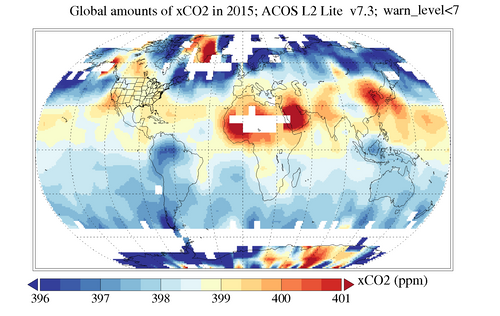 Global amounts of xCO2 in 2015; ACOS L2 Lite v7.3; warn_level<7
xCO2 (ppm)
396 397 398 399 400 401